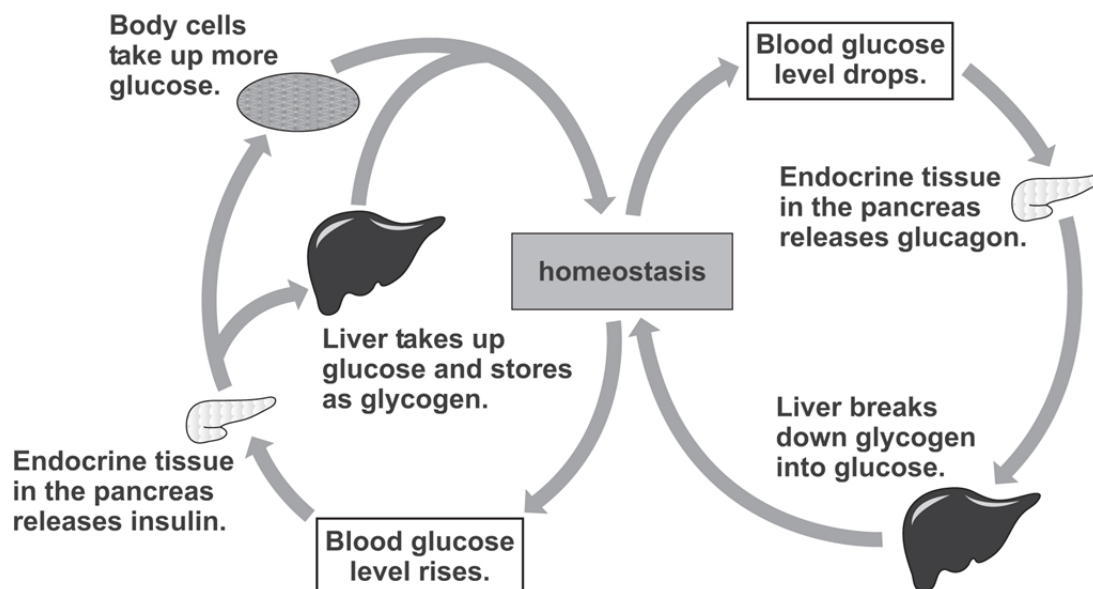 Body cells
take up more
glucose.
Blood glucose
level drops.
Endocrine tissue
in the pancreas
releases glucagon.
homeostasis
Liver takes up
glucose and stores
as glycogen.
Liver breaks
down glycogen
into glucose.
Endocrine tissue
in the pancreas
releases insulin.
Blood glucose
level rises.